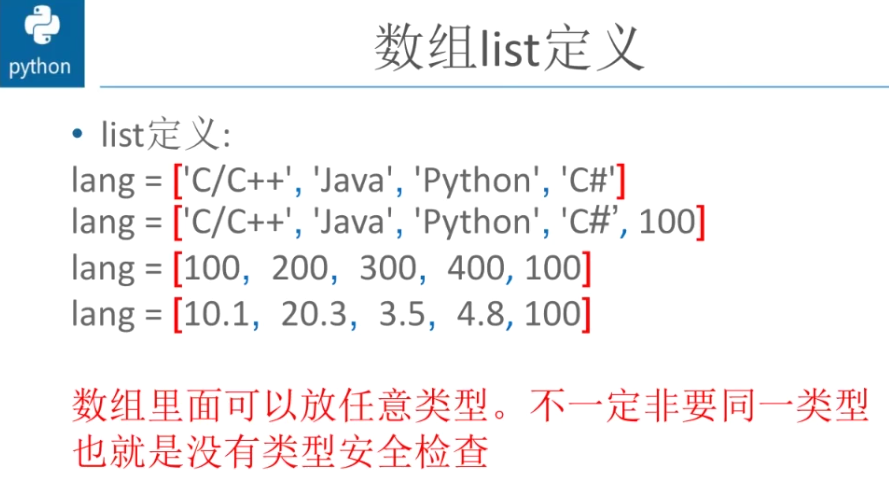 python
数组list定义
• list定义:
lang = ['C/C++', 'Java', 'Python', 'C#']
lang = ['C/C++', 'Java', 'Python', 'C#’, 100]
lang = [100, 200, 300, 400, 100]
lang = [10.1, 20.3, 3.5, 4.8, 100]
数组里面可以放任意类型。不一定非要同一类型
也就是没有类型安全检查